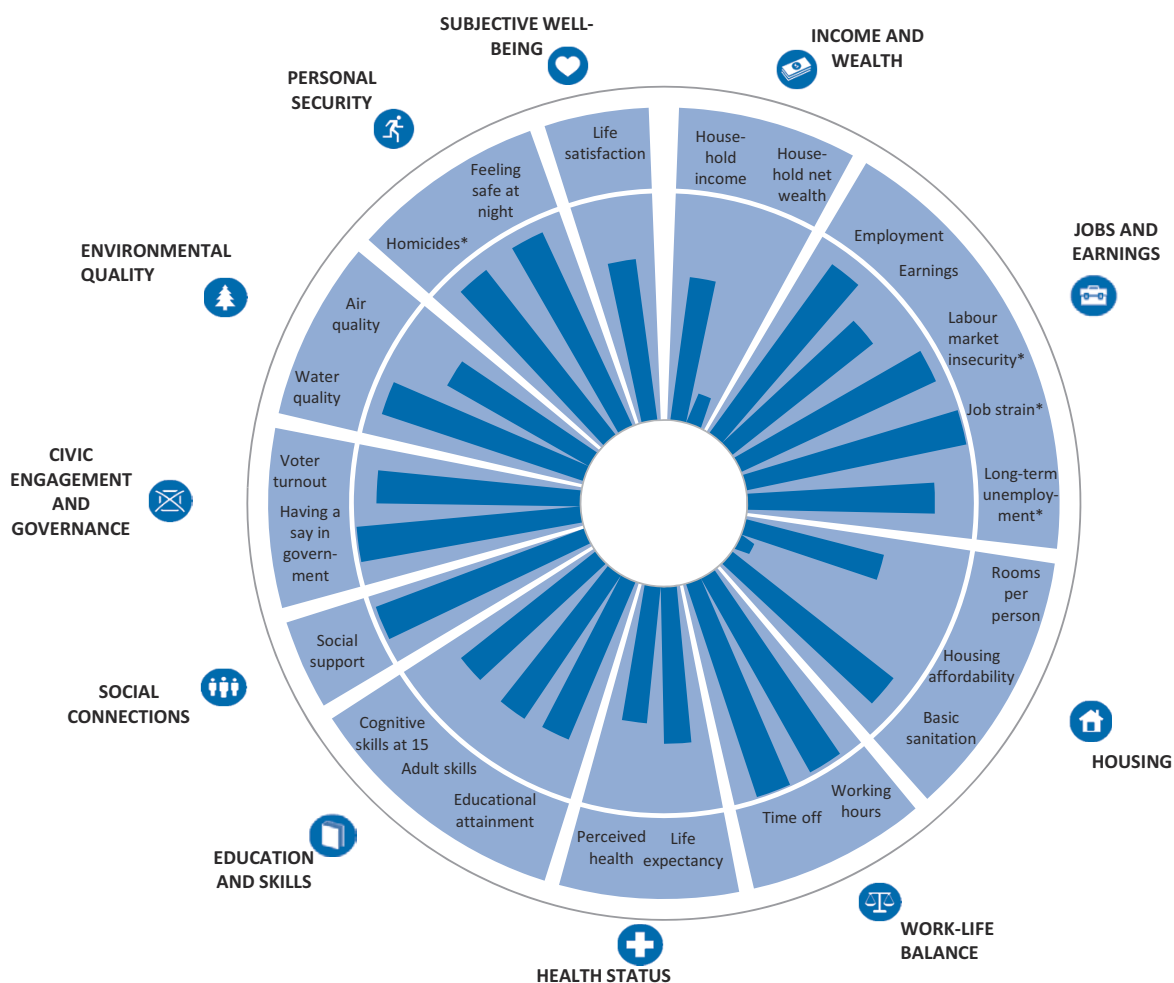 SUBJECTIVE WELL-
BEING
INCOME AND
WEALTH
PERSONAL
SECURITY
Life
satisfaction
House-
hold
income
House-
hold net
wealth
Feeling
safe at
night
Homicides*
Employment
Earnings
JOBS AND
EARNINGS
ENVIRONMENTAL
QUALITY
Air
quality
Labour
market
insecurity*
Water
quality
Job strain*
CIVIC
ENGAGEMENT
AND
GOVERNANCE
Voter
turnout
Having a
say in
govern-
ment
Long-term
unemploy-
ment*
Rooms
per
person
Social
support
Housing
affordability
SOCIAL
CONNECTIONS
Basic
sanitation
HOUSING
Cognitive
skills at 15
Adult skills
Educational
attainment
Working
hours
Time off
Perceived
health
Life
expectancy
EDUCATION
AND SKILLS
WORK-LIFE
BALANCE
HEALTH STATUS